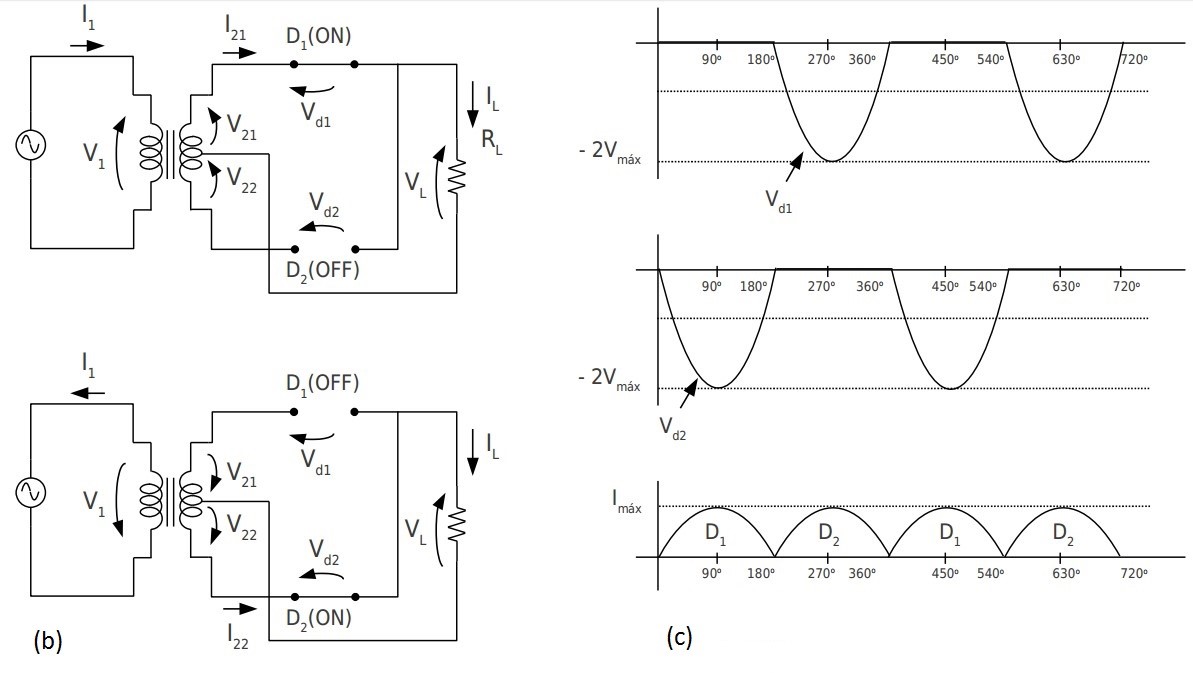 I1
I21
D1(ON)
Vd1
IL
RL
V1
V21
V22
VL
Vd2
D2(OFF)
I1
D1(OFF)
Vd1
IL
V1
V21
V22
VL
Vd2
D2(ON)
I22
(b)
90º 180º 270º 360º 450º 540º 630º 720º
- 2Vmáx
Vd1
90º 180º 270º 360º 450º 540º 630º 720º
- 2Vmáx
Vd2
Imáx
D1 D2 D1 D2
90º 180º 270º 360º 450º 540º 630º 720º
(c)